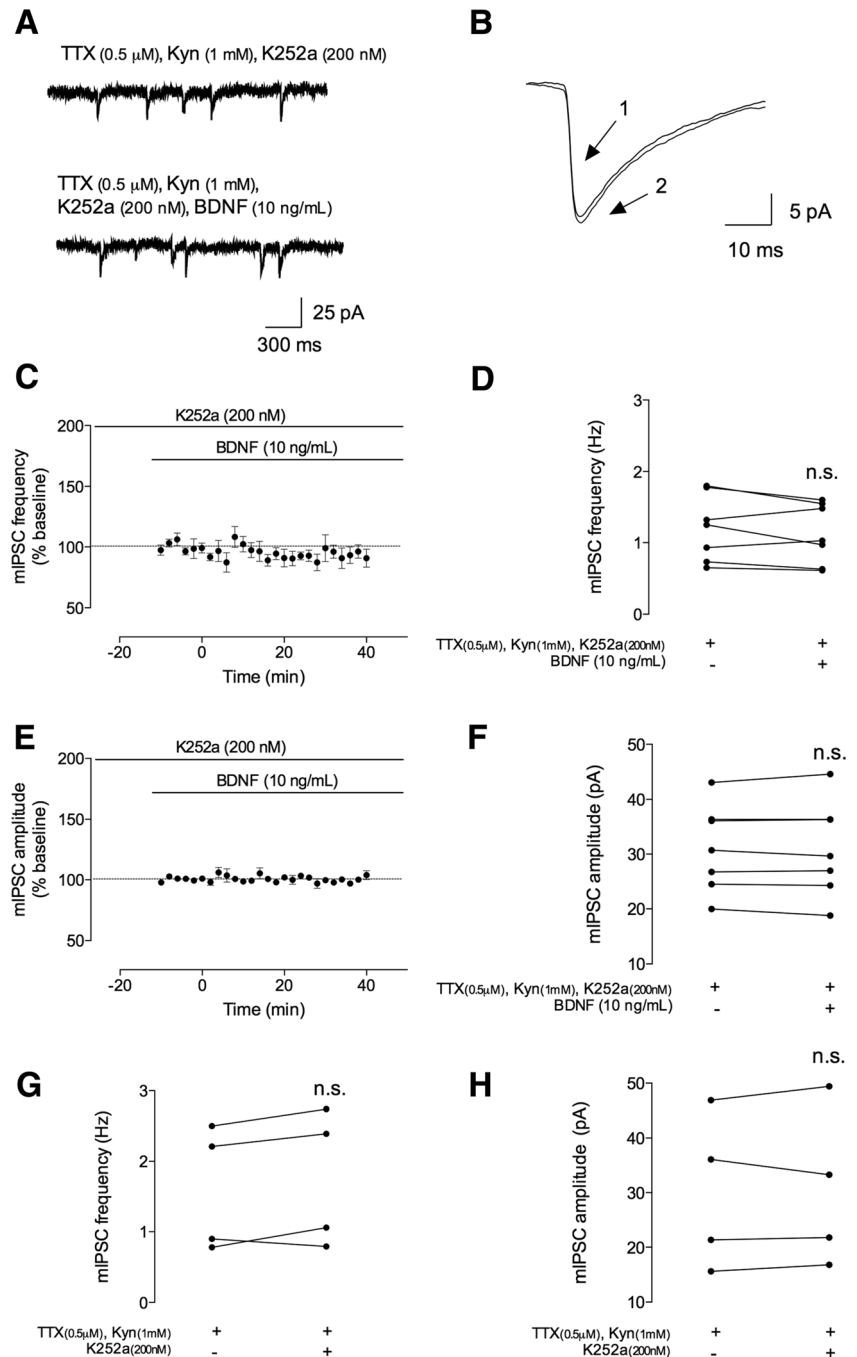 A
TTX (0.5 μM), Kyn (1 mM), K252a (200 nM)
TTX (0.5 μM), Kyn (1 mM),
K252a (200 nM), BDNF (10 ng/mL)
25 pA
300 ms
B
1
2
5 pA
10 ms
C
K252a (200 nM)
BDNF (10 ng/mL)
mIPSC frequency
(% baseline)
200
150
100
50
-20 0 20 40
Time (min)
D
mIPSC frequency (Hz)
3
2
1
0
n.s.
TTX(0.5μM), Kyn(1mM), K252a(200nM) + +
BDNF (10 ng/mL) - +
E
K252a (200 nM)
BDNF (10 ng/mL)
mIPSC amplitude
(% baseline)
200
150
100
50
-20 0 20 40
Time (min)
F
mIPSC amplitude (pA)
50
40
30
20
10
n.s.
TTX(0.5μM), Kyn(1mM), K252a(200nM) + +
BDNF (10 ng/mL) - +
G
mIPSC frequency (Hz)
3
2
1
0
n.s.
TTX(0.5μM), Kyn(1mM) + +
K252a(200nM) - +
H
mIPSC amplitude (pA)
50
40
30
20
10
n.s.
TTX(0.5μM), Kyn(1mM) + +
K252a(200nM) - +